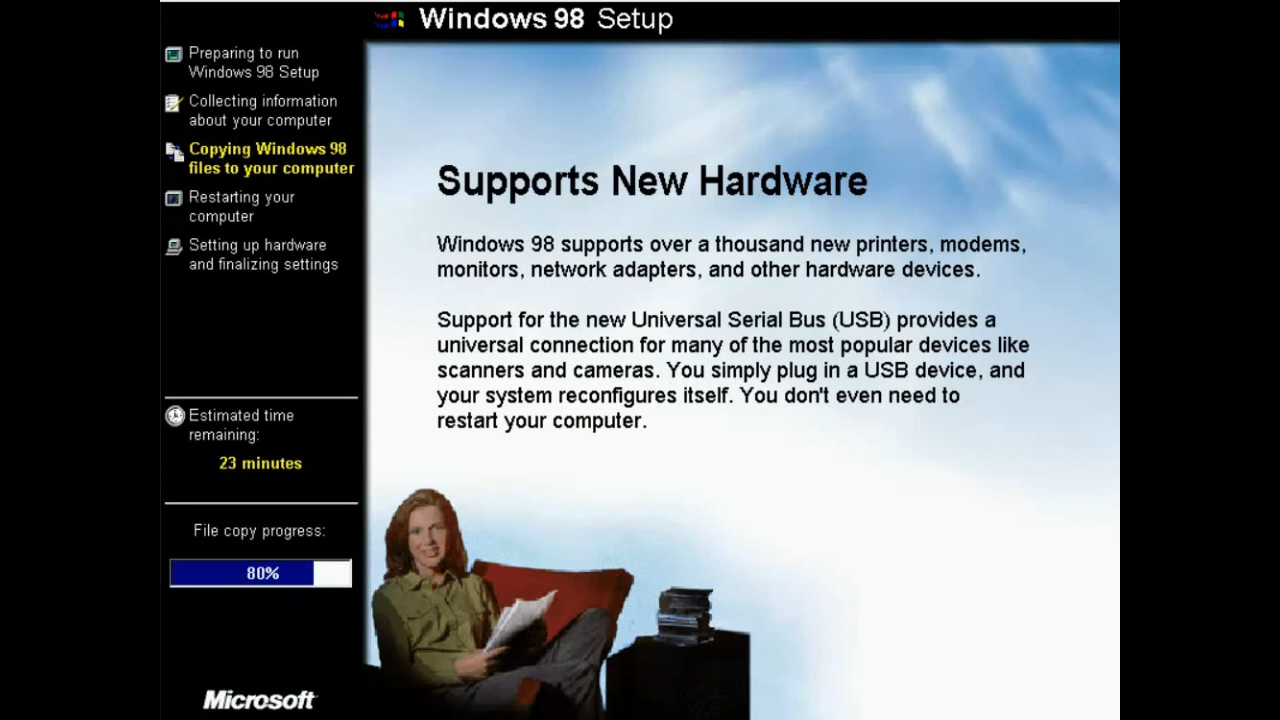 Windows 98 Setup
Preparing to run
Windows 98 Setup
Collecting information
about your computer
Copying Windows 98
files to your computer
Restarting your
computer
Setting up hardware
and finalizing settings
Estimated time
remaining:
23 minutes
File copy progress:
80%
Microsoft
Supports New Hardware
Windows 98 supports over a thousand new printers, modems,
monitors, network adapters, and other hardware devices.
Support for the new Universal Serial Bus (USB) provides a
universal connection for many of the most popular devices like
scanners and cameras. You simply plug in a USB device, and
your system reconfigures itself. You don't even need to
restart your computer.